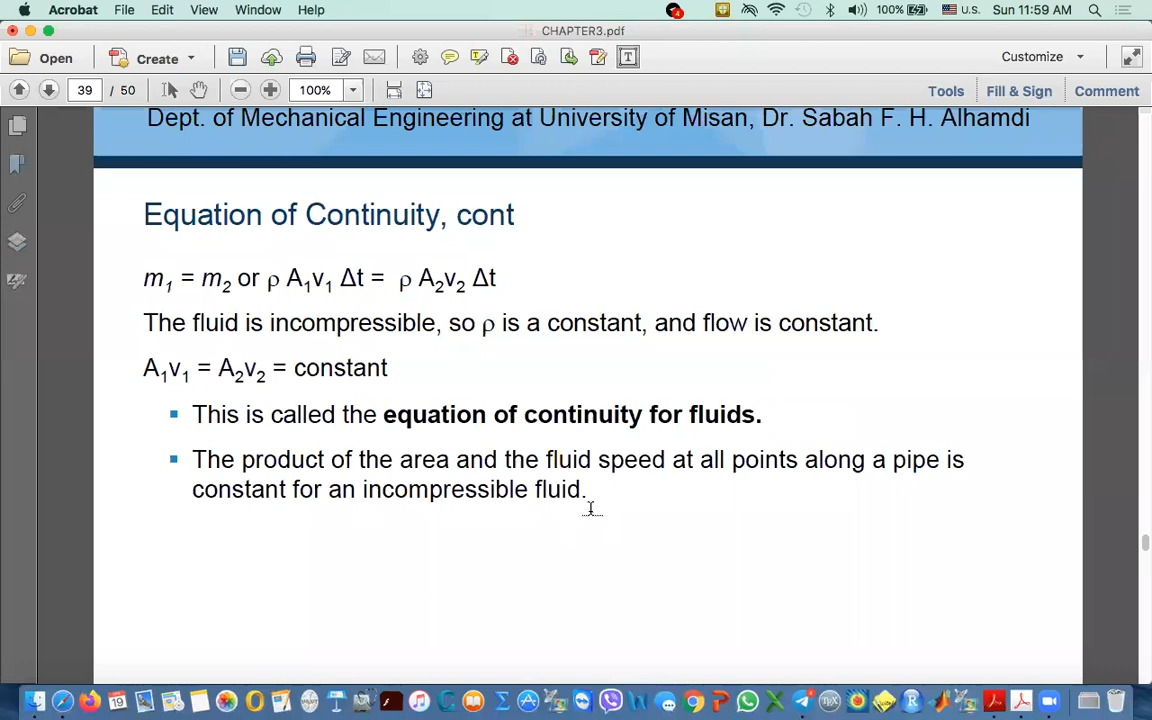 Acrobat File Edit View Window Help 4 100% U.S. Sun 11:59 AM
CHAPTER3.pdf
Open Create Customize
39 / 50 100% Tools Fill & Sign Comment
Dept. of Mechanical Engineering at University of Misan, Dr. Sabah F. H. Alhamdi
Equation of Continuity, cont
m₁ = m₂ or ρ A₁v₁ Δt = ρ A₂v₂ Δt
The fluid is incompressible, so ρ is a constant, and flow is constant.
A₁v₁ = A₂v₂ = constant
▪ This is called the equation of continuity for fluids.
▪ The product of the area and the fluid speed at all points along a pipe is
constant for an incompressible fluid.